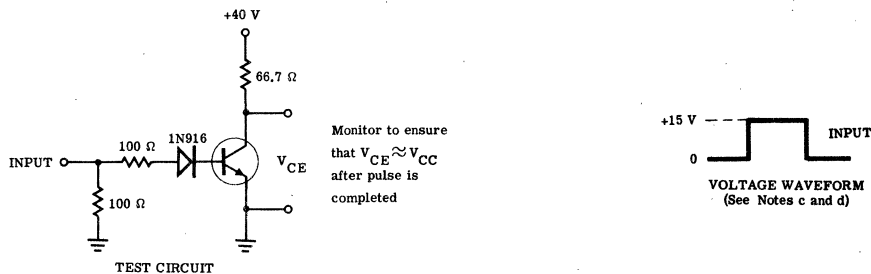 +40 V
66.7 Ω
100 Ω
1N916
INPUT
100 Ω
V_CE
Monitor to ensure
that V_CE ≈ V_CC
after pulse is
completed
TEST CIRCUIT
+15 V
INPUT
0
VOLTAGE WAVEFORM
(See Notes c and d)